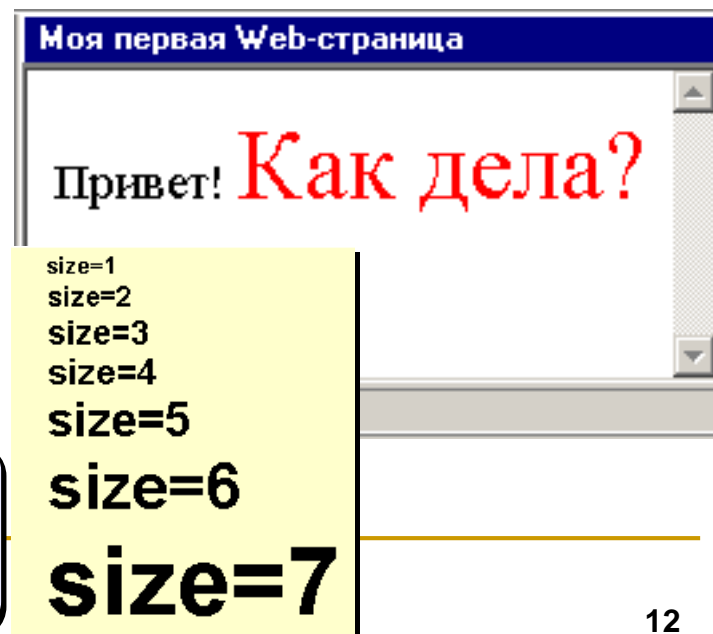 Моя первая Web-страница
Привет! Как дела?
size=1
size=2
size=3
size=4
size=5
size=6
size=7
12